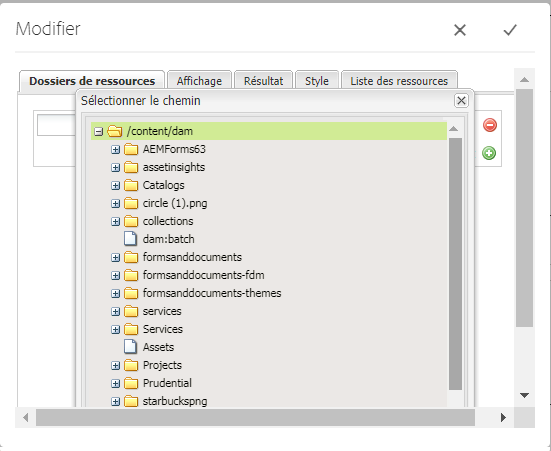 Modifier
Dossiers de ressources Affichage Résultat Style Liste des ressources
Sélectionner le chemin
/content/dam
AEMForms63
assetinsights
Catalogs
circle (1).png
collections
dam:batch
formsanddocuments
formsanddocuments-fdm
formsanddocuments-themes
services
Services
Assets
Projects
Prudential
starbuckspng